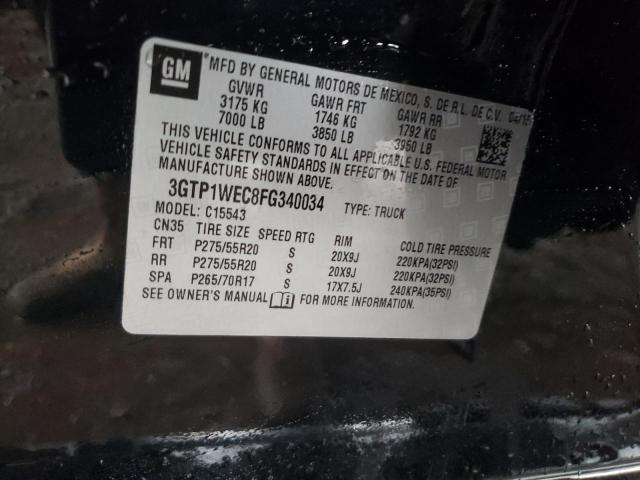 GM
MFD BY GENERAL MOTORS DE MEXICO, S. DE R.L. DE C.V. 04/15
GVWR GAWR FRT GAWR RR
3175 KG 1746 KG 1792 KG
7000 LB 3850 LB 3950 LB
THIS VEHICLE CONFORMS TO ALL APPLICABLE U.S. FEDERAL MOTOR
VEHICLE SAFETY STANDARDS IN EFFECT ON THE DATE OF
MANUFACTURE SHOWN ABOVE.
3GTP1WEC8FG340034 TYPE: TRUCK
MODEL: C15543
CN35 TIRE SIZE SPEED RTG RIM COLD TIRE PRESSURE
FRT P275/55R20 S 20X9J 220KPA(32PSI)
RR P275/55R20 S 20X9J 220KPA(32PSI)
SPA P265/70R17 S 17X7.5J 240KPA(35PSI)
SEE OWNER'S MANUAL FOR MORE INFORMATION.